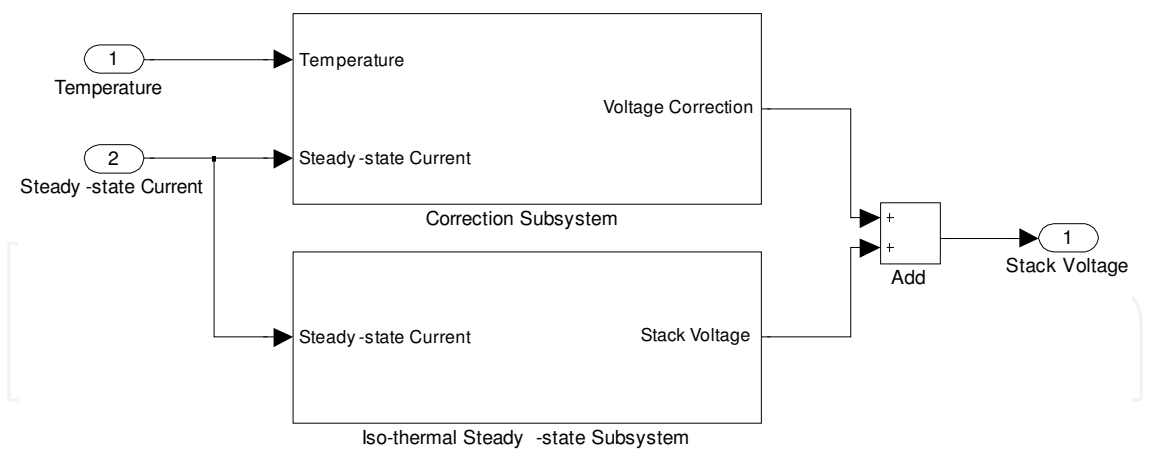 1
Temperature
Temperature
Voltage Correction
2
Steady -state Current
Steady -state Current
Correction Subsystem
+
+
Add
1
Stack Voltage
Steady -state Current
Stack Voltage
Iso-thermal Steady -state Subsystem